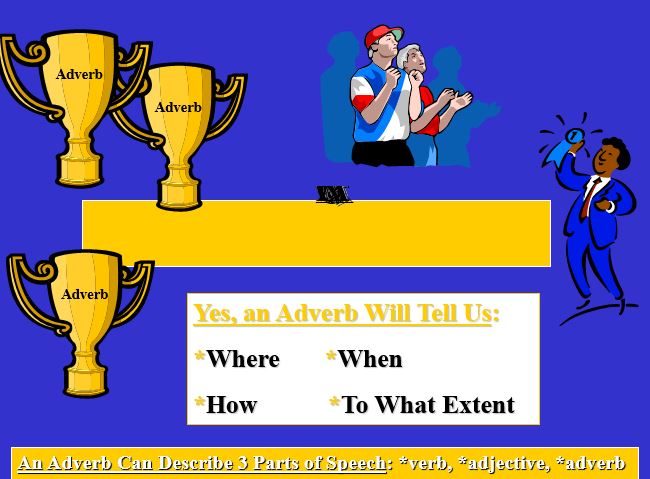 Adverb
Adverb
Adverb
Yes, an Adverb Will Tell Us:
*Where *When
*How *To What Extent
An Adverb Can Describe 3 Parts of Speech: *verb, *adjective, *adverb